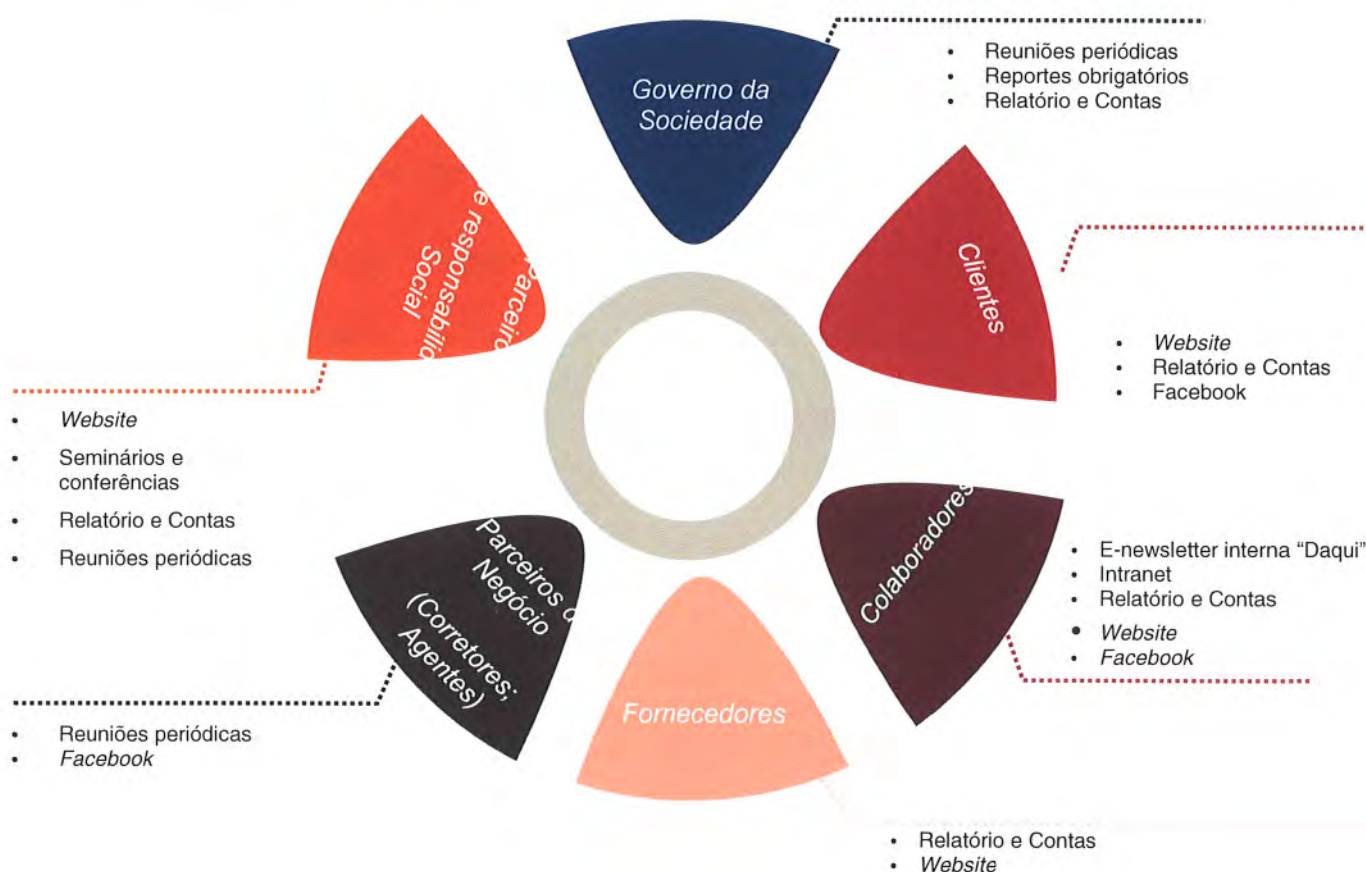 Governo da
Sociedade
• Reuniões periódicas
• Reportes obrigatórios
• Relatório e Contas
Clientes
• Website
• Relatório e Contas
• Facebook
Colaboradores
• E-newsletter interna “Daqui”
• Intranet
• Relatório e Contas
• Website
• Facebook
Fornecedores
• Relatório e Contas
• Website
Parceiros d
Negócio
(Corretores;
Agentes)
• Reuniões periódicas
• Facebook
Parceiro
e responsabilid
Social
• Website
• Seminários e
conferências
• Relatório e Contas
• Reuniões periódicas